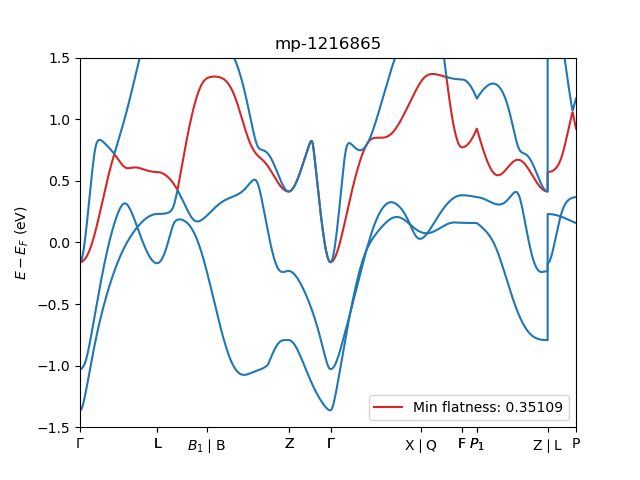 mp-1216865
E − E_F (eV)
1.5
1.0
0.5
0.0
−0.5
−1.0
−1.5
Min flatness: 0.35109
Γ L B₁ | B Z Γ X | Q F P₁ Z | L P